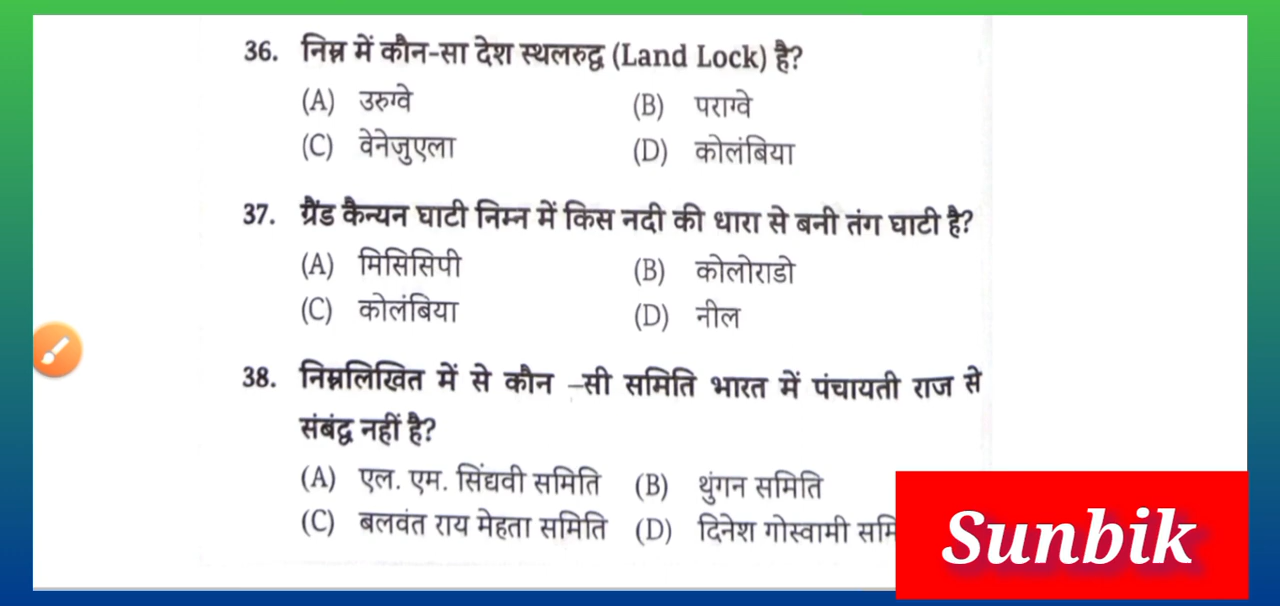 36. निम्न में कौन-सा देश स्थलरुद्ध (Land Lock) है?
(A) उरुग्वे (B) पराग्वे
(C) वेनेजुएला (D) कोलंबिया
37. ग्रैंड कैन्यन घाटी निम्न में किस नदी की धारा से बनी तंग घाटी है?
(A) मिसिसिपी (B) कोलोराडो
(C) कोलंबिया (D) नील
38. निम्नलिखित में से कौन –सी समिति भारत में पंचायती राज से
संबंद्ध नहीं है?
(A) एल. एम. सिंघवी समिति (B) थुंगन समिति
(C) बलवंत राय मेहता समिति (D) दिनेश गोस्वामी
Sunbik